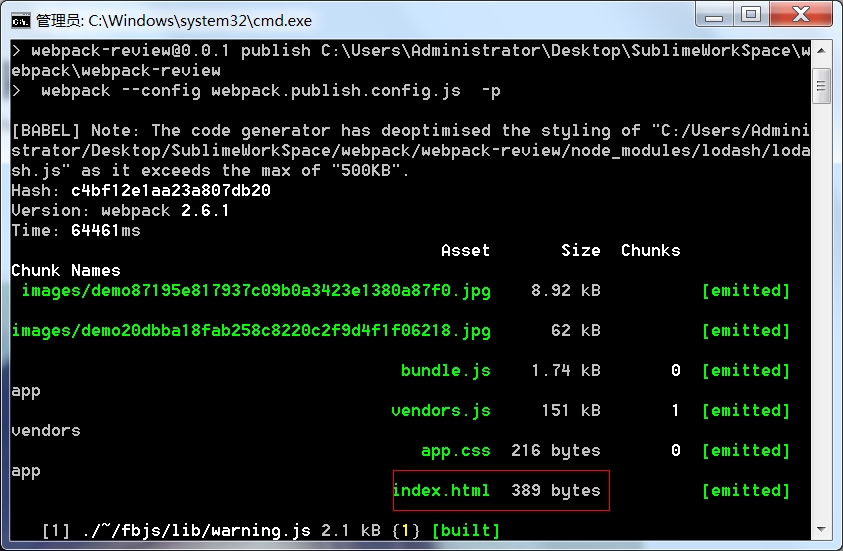 管理员: C:\Windows\system32\cmd.exe
> webpack-review@0.0.1 publish C:\Users\Administrator\Desktop\SublimeWorkSpace\w
ebpack\webpack-review
>  webpack --config webpack.publish.config.js  -p
[BABEL] Note: The code generator has deoptimised the styling of "C:/Users/Admini
strator/Desktop/SublimeWorkSpace/webpack/webpack-review/node_modules/lodash/loda
sh.js" as it exceeds the max of "500KB".
Hash: c4bf12e1aa23a807db20
Version: webpack 2.6.1
Time: 64461ms
Asset Size Chunks
Chunk Names
images/demo87195e817937c09b0a3423e1380a87f0.jpg 8.92 kB [emitted]
images/demo20dbba18fab258c8220c2f9d4f1f06218.jpg 62 kB [emitted]
bundle.js 1.74 kB 0 [emitted]
app
vendors.js 151 kB 1 [emitted]
vendors
app.css 216 bytes 0 [emitted]
app
index.html 389 bytes [emitted]
[1] ./~/fbjs/lib/warning.js 2.1 kB {1} [built]